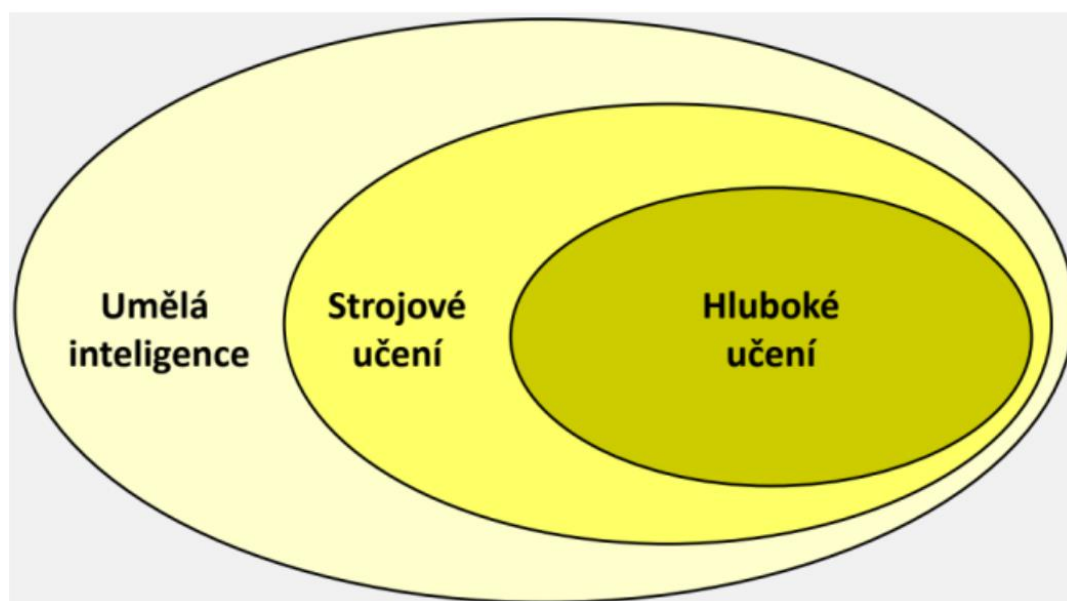 Umělá
inteligence
Strojové
učení
Hluboké
učení